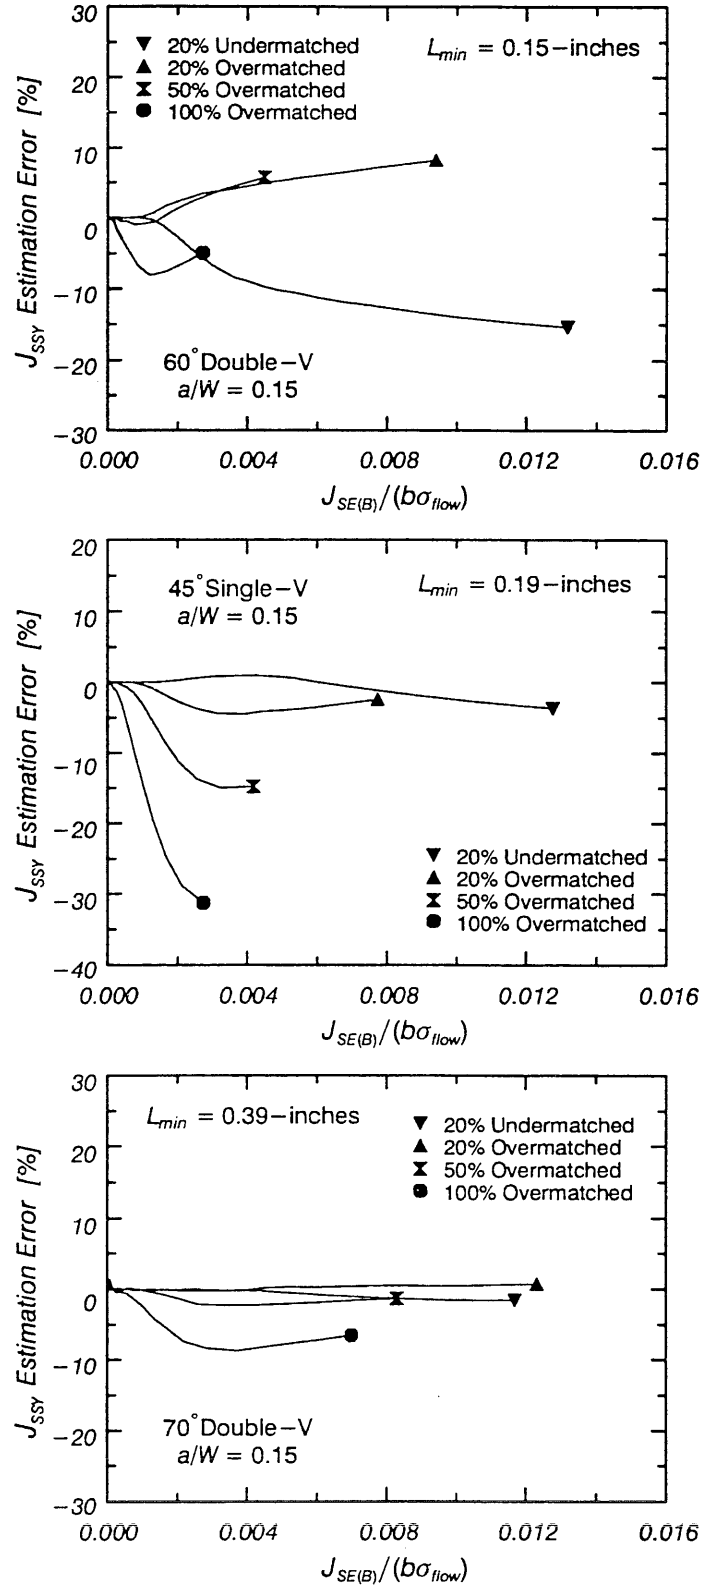 30
20
10
0
−10
−20
−30
J_SSY Estimation Error [%]
20% Undermatched
20% Overmatched
50% Overmatched
100% Overmatched
L_min = 0.15−inches
60°Double−V
a/W = 0.15
0.000 0.004 0.008 0.012 0.016
J_SE(B)/(bσ_flow)
20
10
0
−10
−20
−30
−40
J_SSY Estimation Error [%]
45°Single−V
a/W = 0.15
L_min = 0.19−inches
20% Undermatched
20% Overmatched
50% Overmatched
100% Overmatched
0.000 0.004 0.008 0.012 0.016
J_SE(B)/(bσ_flow)
30
20
10
0
−10
−20
−30
J_SSY Estimation Error [%]
L_min = 0.39−inches
20% Undermatched
20% Overmatched
50% Overmatched
100% Overmatched
70°Double−V
a/W = 0.15
0.000 0.004 0.008 0.012 0.016
J_SE(B)/(bσ_flow)